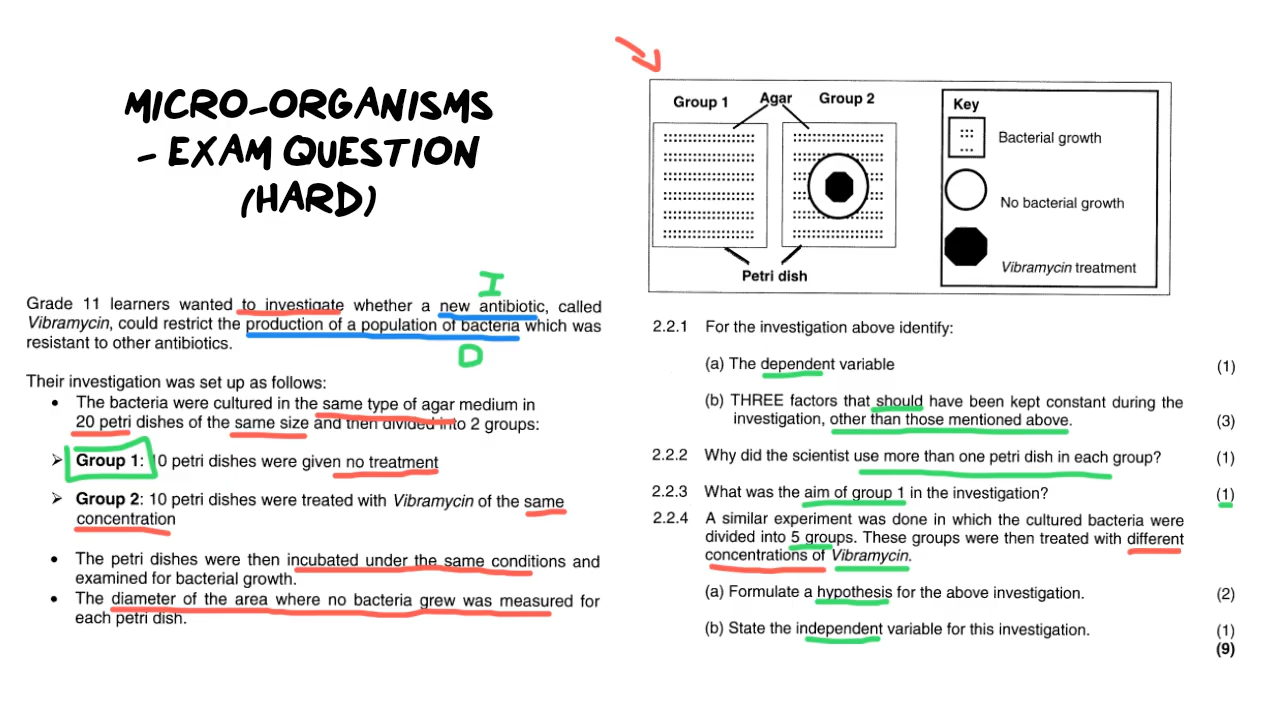 MICRO-ORGANISMS
- EXAM QUESTION
(HARD)
I
Grade 11 learners wanted to investigate whether a new antibiotic, called
Vibramycin, could restrict the production of a population of bacteria which was
resistant to other antibiotics.
D
Their investigation was set up as follows:
• The bacteria were cultured in the same type of agar medium in
20 petri dishes of the same size and then divided into 2 groups:
➢ Group 1: 10 petri dishes were given no treatment
➢ Group 2: 10 petri dishes were treated with Vibramycin of the same
concentration
• The petri dishes were then incubated under the same conditions and
examined for bacterial growth.
• The diameter of the area where no bacteria grew was measured for
each petri dish.
Group 1 Agar Group 2
Petri dish
Key
Bacterial growth
No bacterial growth
Vibramycin treatment
2.2.1 For the investigation above identify:
(a) The dependent variable (1)
(b) THREE factors that should have been kept constant during the
investigation, other than those mentioned above. (3)
2.2.2 Why did the scientist use more than one petri dish in each group? (1)
2.2.3 What was the aim of group 1 in the investigation? (1)
2.2.4 A similar experiment was done in which the cultured bacteria were
divided into 5 groups. These groups were then treated with different
concentrations of Vibramycin.
(a) Formulate a hypothesis for the above investigation. (2)
(b) State the independent variable for this investigation. (1)
(9)